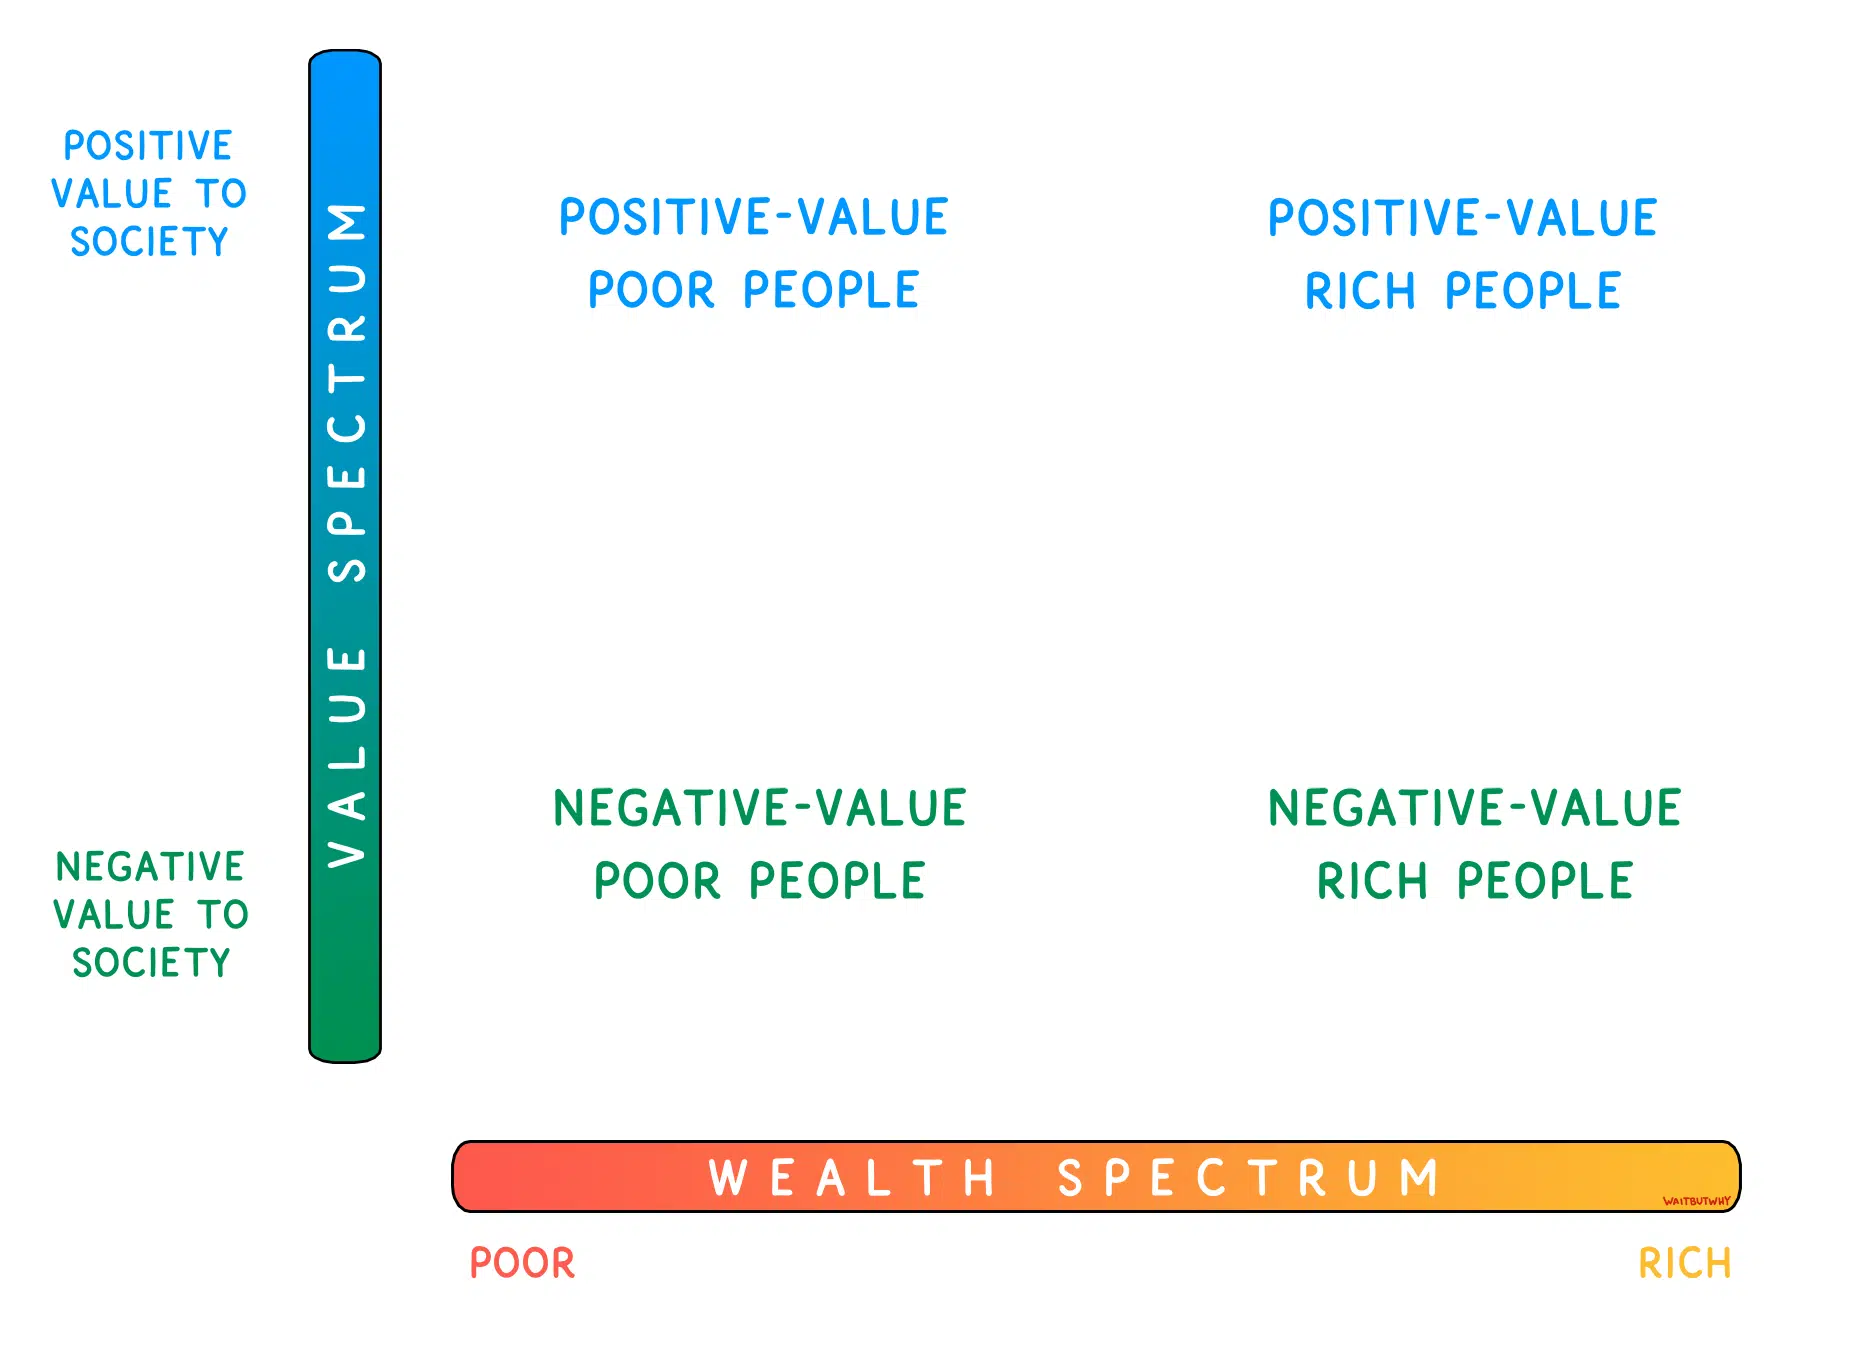 POSITIVE
VALUE TO
SOCIETY
VALUE SPECTRUM
POSITIVE-VALUE
POOR PEOPLE
POSITIVE-VALUE
RICH PEOPLE
NEGATIVE
VALUE TO
SOCIETY
NEGATIVE-VALUE
POOR PEOPLE
NEGATIVE-VALUE
RICH PEOPLE
WEALTH SPECTRUM
WAITBUTWHY
POOR
RICH